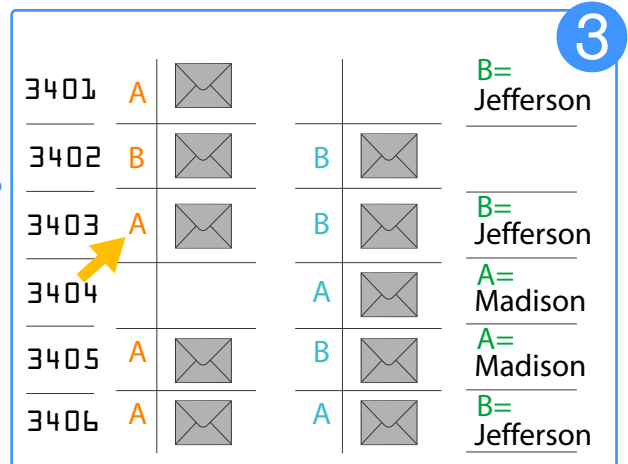 3
3401 A B=
Jefferson
3402 B B
3403 A B B=
Jefferson
3404 A A=
Madison
3405 A B A=
Madison
3406 A A B=
Jefferson